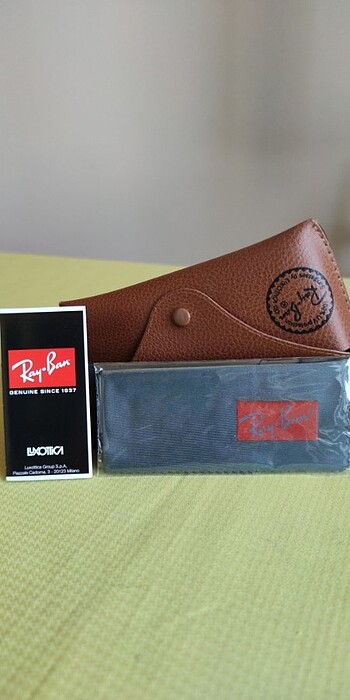 Ray-Ban
GENUINE SINCE 1937
LUXOTTICA
Luxottica Group S.p.A.
Piazzale Cadorna, 3 - 20123 Milano
Ray-Ban
Ray-Ban